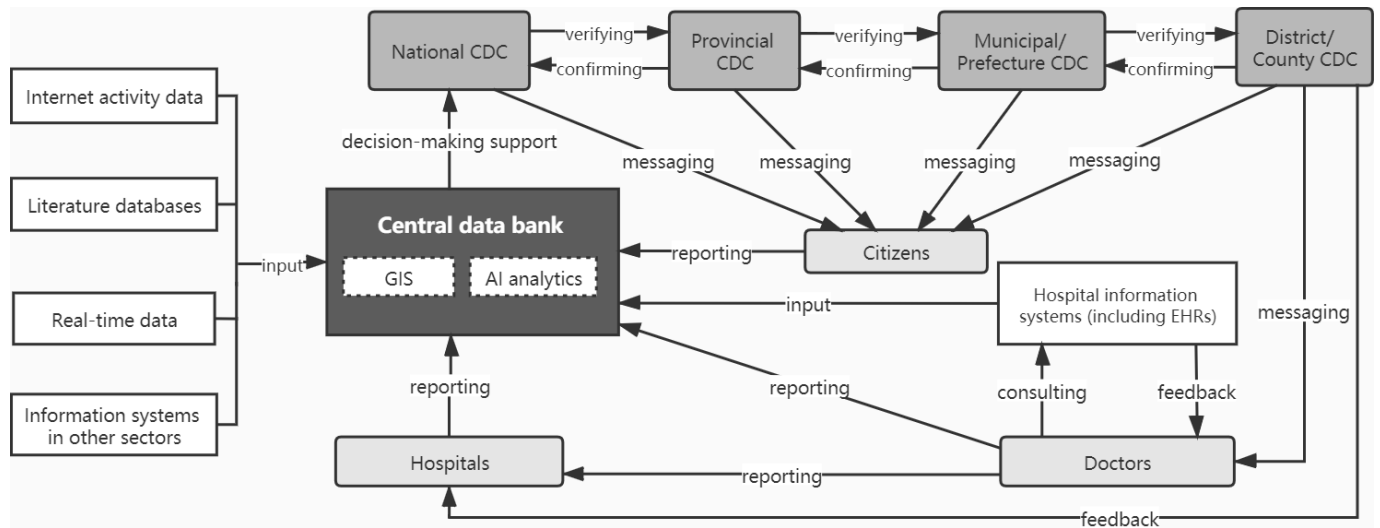 National CDC
verifying
confirming
Provincial
CDC
verifying
confirming
Municipal/
Prefecture CDC
verifying
confirming
District/
County CDC
Internet activity data
Literature databases
Real-time data
Information systems
in other sectors
input
decision-making support
messaging
messaging
messaging
messaging
Central data bank
GIS
AI analytics
reporting
Citizens
input
Hospital information
systems (including EHRs)
messaging
reporting
reporting
consulting
feedback
Hospitals
reporting
Doctors
feedback